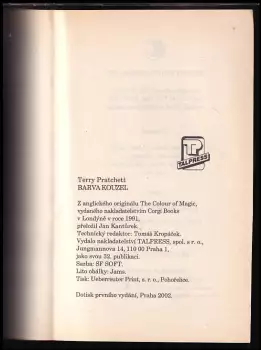 TP
TALPRESS
Terry Pratchett
BARVA KOUZEL
Z anglického originálu The Colour of Magic,
vydaného nakladatelstvím Corgi Books
v Londýně v roce 1991,
přeložil Jan Kantůrek.
Technický redaktor: Tomáš Kropáček.
Vydalo nakladatelství TALPRESS, spol. s r. o.,
Jungmannova 14, 110 00 Praha 1,
jako svou 32. publikaci.
Sazba: SF SOFT.
Lito obálky: Jams.
Tisk: Ueberreuter Print, s. r. o., Pohořelice.
Dotisk prvního vydání, Praha 2002.